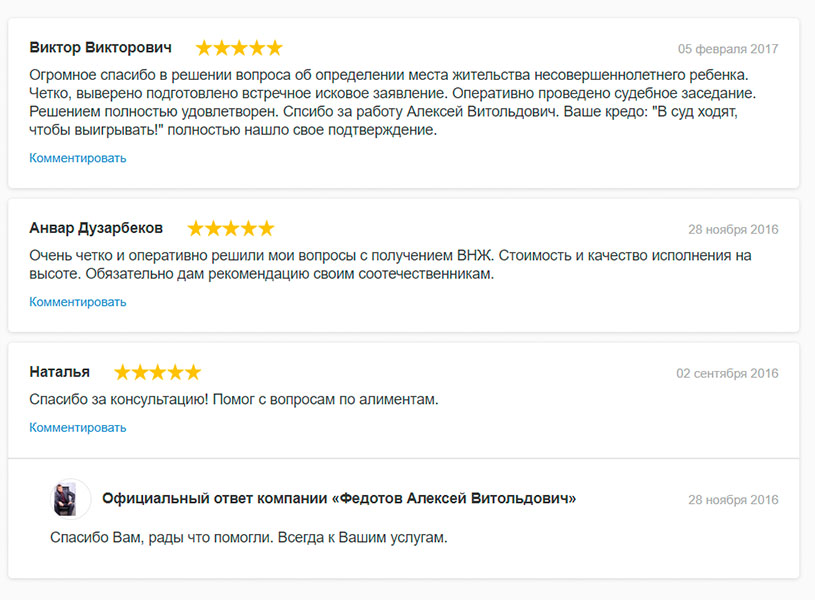 Виктор Викторович
05 февраля 2017
Огромное спасибо в решении вопроса об определении места жительства несовершеннолетнего ребенка.
Четко, выверено подготовлено встречное исковое заявление. Оперативно проведено судебное заседание.
Решением полностью удовлетворен. Спсибо за работу Алексей Витольдович. Ваше кредо: "В суд ходят,
чтобы выигрывать!" полностью нашло свое подтверждение.
Комментировать
Анвар Дузарбеков
28 ноября 2016
Очень четко и оперативно решили мои вопросы с получением ВНЖ. Стоимость и качество исполнения на
высоте. Обязательно дам рекомендацию своим соотечественникам.
Комментировать
Наталья
02 сентября 2016
Спасибо за консультацию! Помог с вопросам по алиментам.
Комментировать
Официальный ответ компании «Федотов Алексей Витольдович»
28 ноября 2016
Спасибо Вам, рады что помогли. Всегда к Вашим услугам.